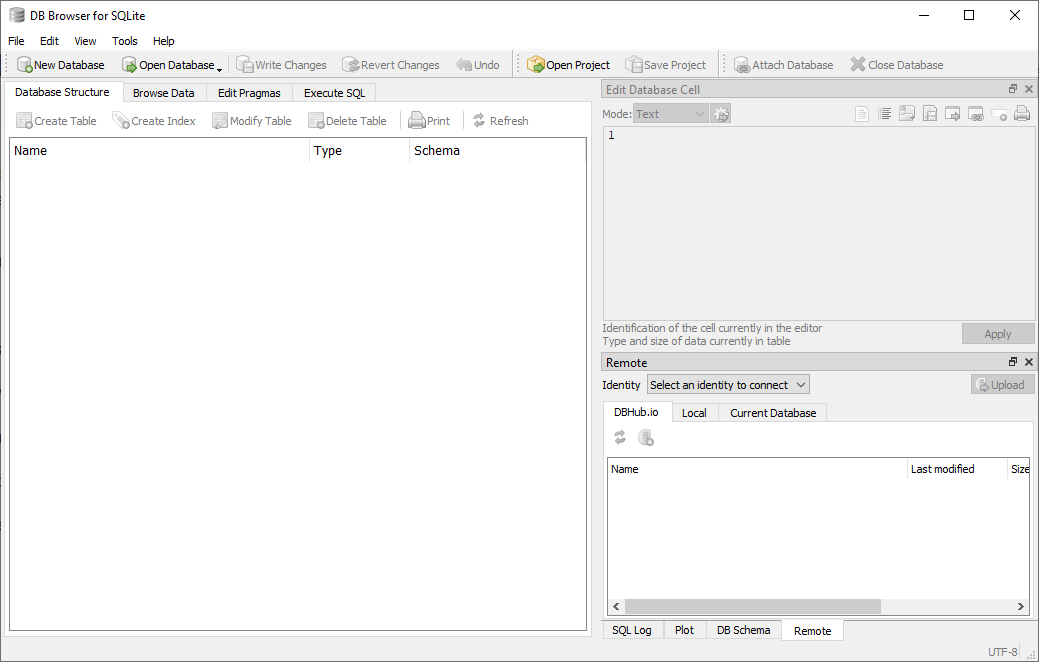 DB Browser for SQLite
File Edit View Tools Help
New Database Open Database Write Changes Revert Changes Undo Open Project Save Project Attach Database Close Database
Database Structure Browse Data Edit Pragmas Execute SQL
Create Table Create Index Modify Table Delete Table Print Refresh
Name Type Schema
Edit Database Cell
Mode: Text
1
Identification of the cell currently in the editor
Type and size of data currently in table
Apply
Remote
Identity Select an identity to connect Upload
DBHub.io Local Current Database
Name Last modified Size
SQL Log Plot DB Schema Remote
UTF-8